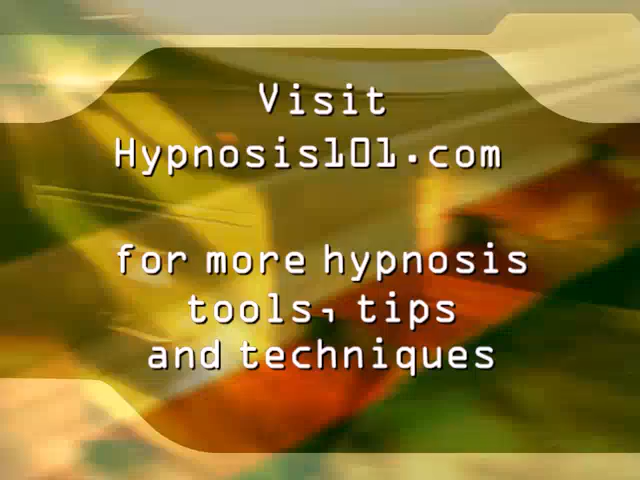 Visit
Hypnosis101.com
for more hypnosis
tools, tips
and techniques